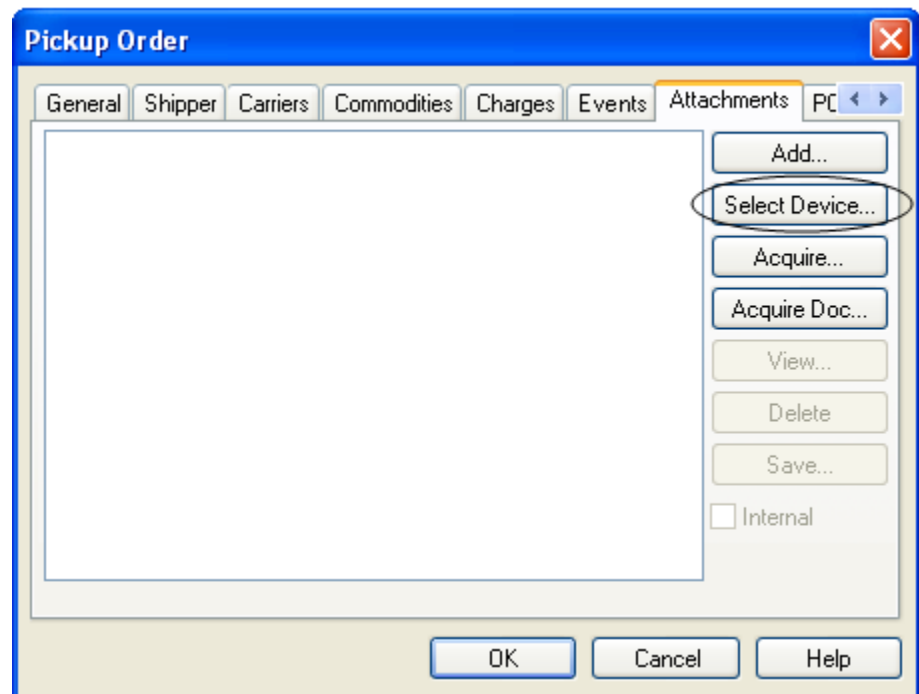 Pickup Order
General Shipper Carriers Commodities Charges Events Attachments
Add...
Select Device...
Acquire...
Acquire Doc...
View...
Delete
Save...
Internal
OK Cancel Help